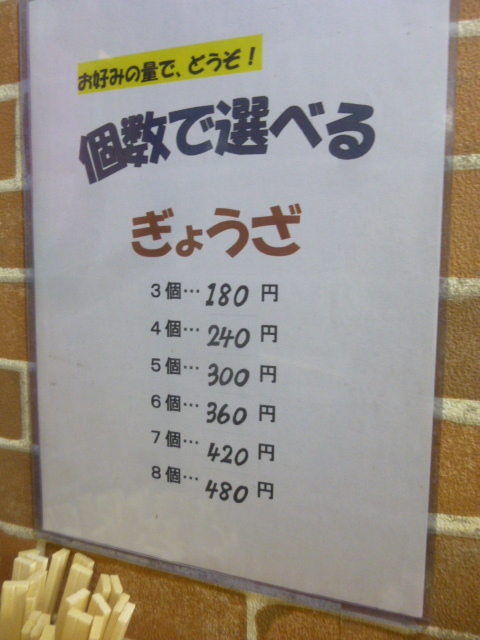 お好みの量で、どうぞ!
個数で選べる
ぎょうざ
3個…180円
4個…240円
5個…300円
6個…360円
7個…420円
8個…480円